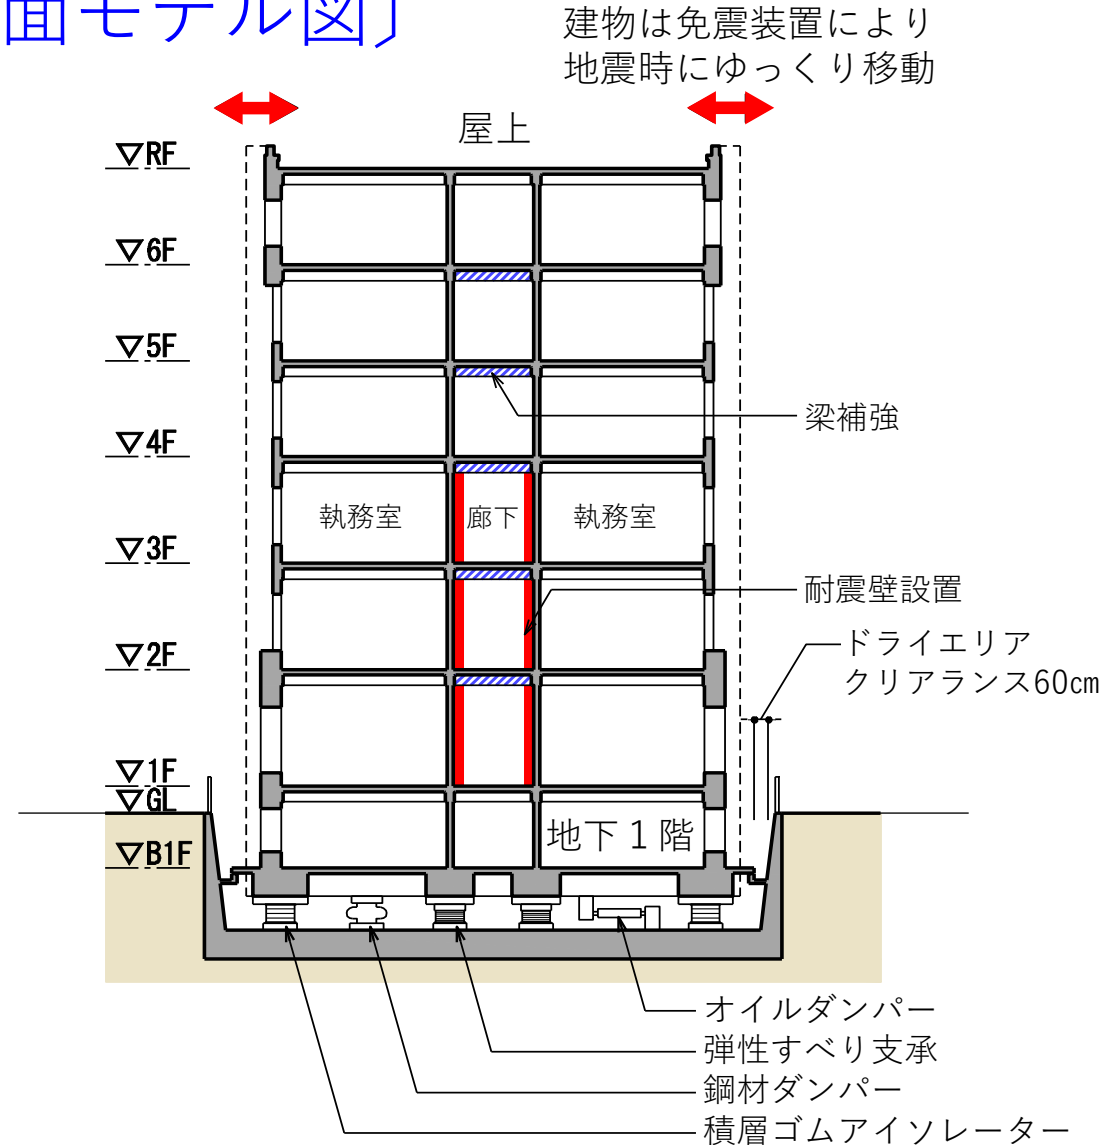 面モデル図〕
建物は免震装置により
地震時にゆっくり移動
屋上
▽RF
▽6F
▽5F
梁補強
▽4F
執務室
廊下
執務室
▽3F
耐震壁設置
▽2F
ドライエリア
クリアランス60cm
▽1F
▽GL
地下1階
▽B1F
オイルダンパー
弾性すべり支承
鋼材ダンパー
積層ゴムアイソレーター